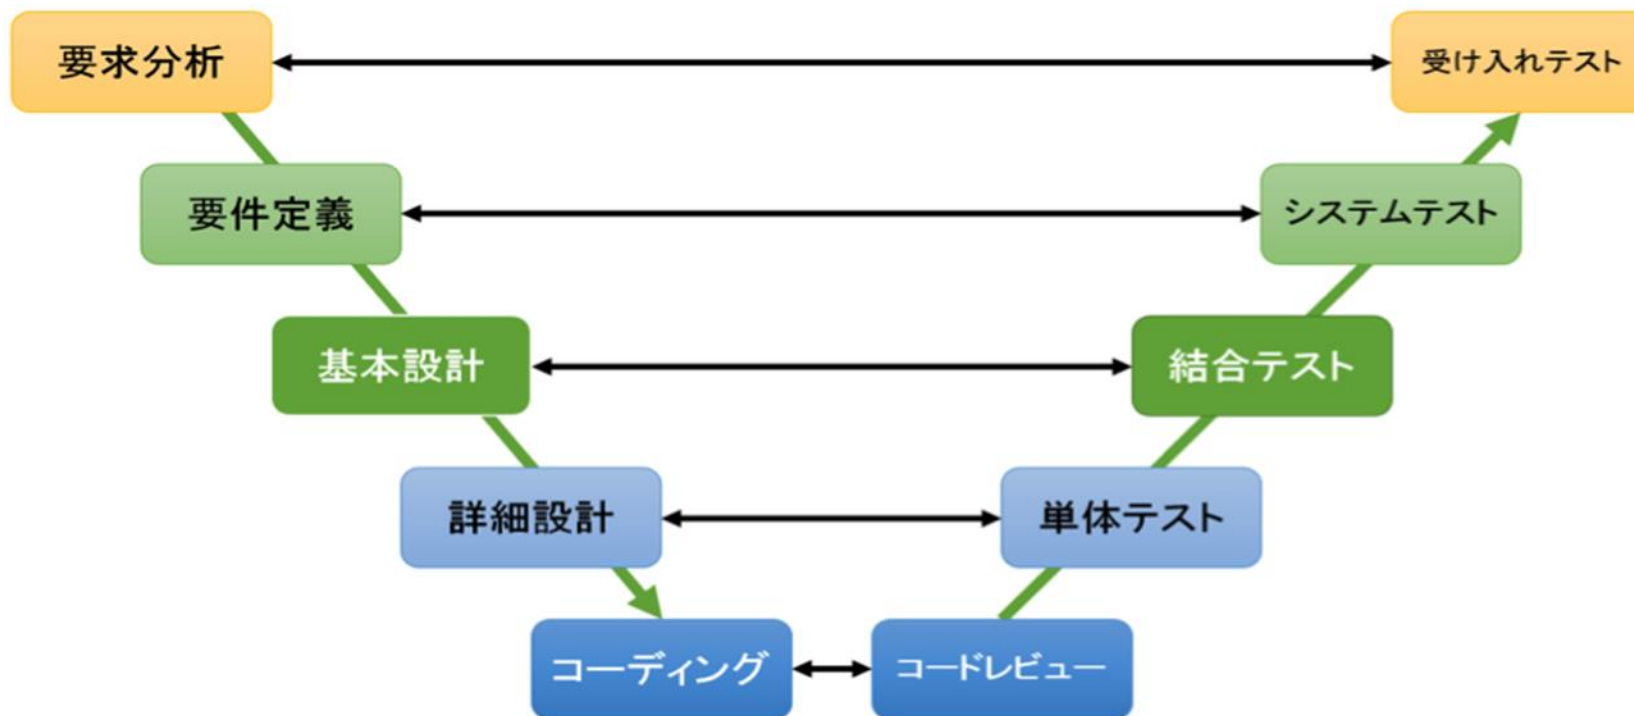 要求分析
受け入れテスト
要件定義
システムテスト
基本設計
結合テスト
詳細設計
単体テスト
コーディング
コードレビュー